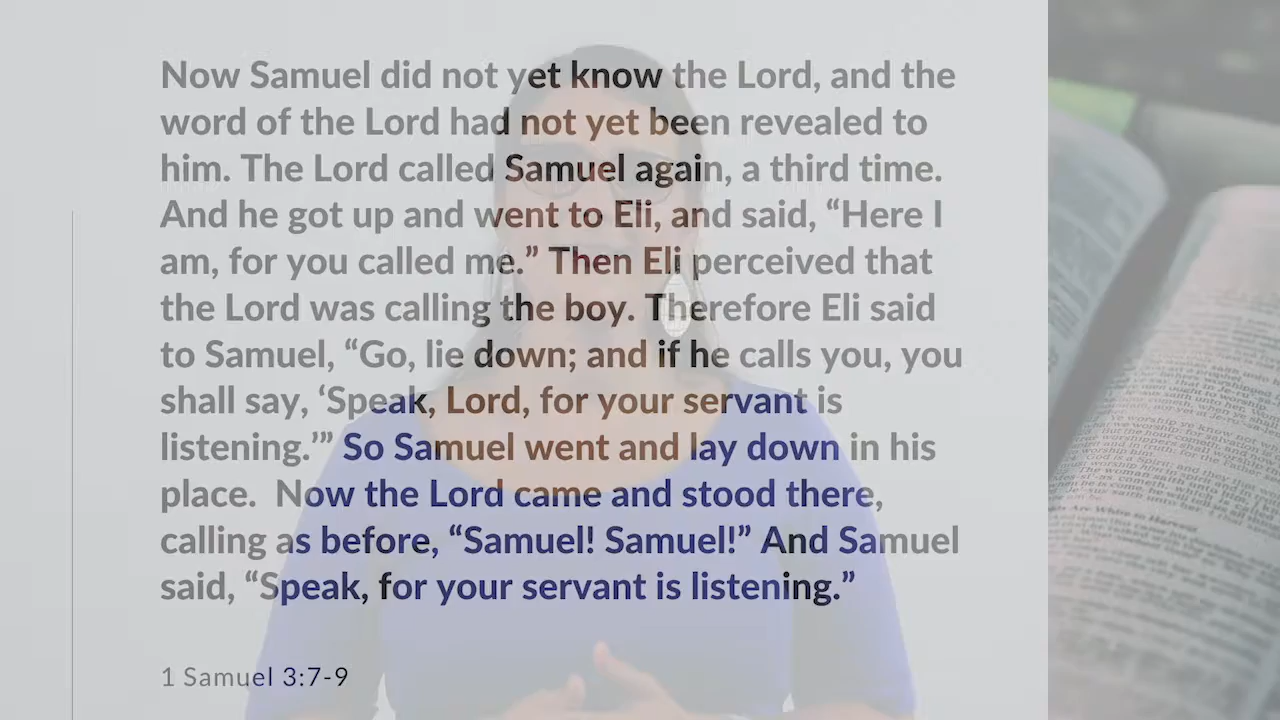 Now Samuel did not yet know the Lord, and the
word of the Lord had not yet been revealed to
him. The Lord called Samuel again, a third time.
And he got up and went to Eli, and said, “Here I
am, for you called me.” Then Eli perceived that
the Lord was calling the boy. Therefore Eli said
to Samuel, “Go, lie down; and if he calls you, you
shall say, ‘Speak, Lord, for your servant is
listening.’” So Samuel went and lay down in his
place.  Now the Lord came and stood there,
calling as before, “Samuel! Samuel!” And Samuel
said, “Speak, for your servant is listening.”
1 Samuel 3:7-9